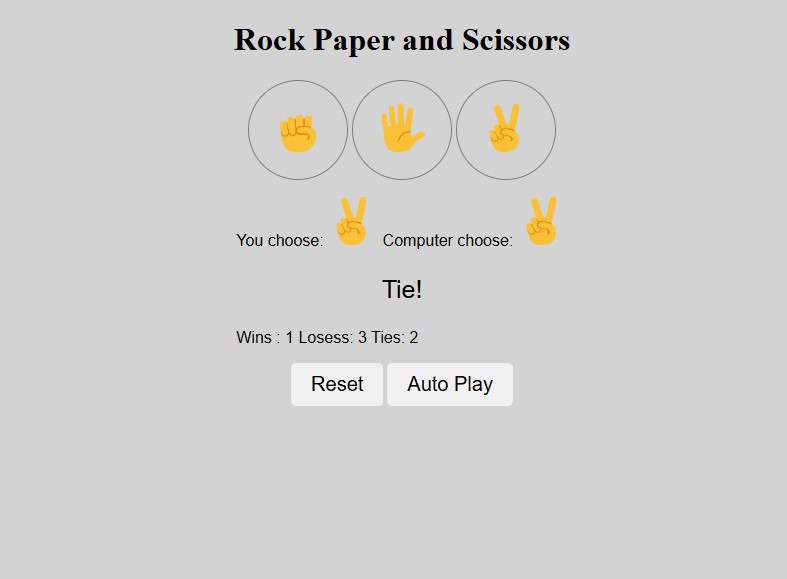 Rock Paper and Scissors
You choose: Computer choose:
Tie!
Wins : 1 Losess: 3 Ties: 2
Reset Auto Play